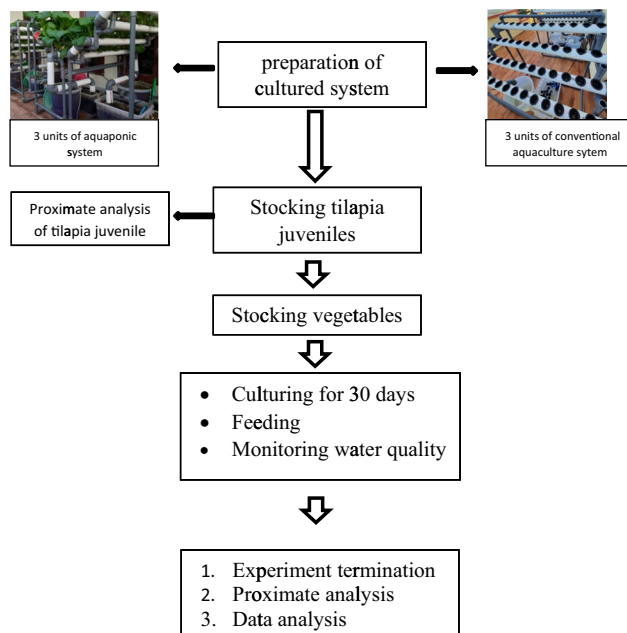 preparation of
cultured system
3 units of aquaponic
system
3 units of conventional
aquaculture sytem
Stocking tilapia
juveniles
Proximate analysis
of tilapia juvenile
Stocking vegetables
• Culturing for 30 days
• Feeding
• Monitoring water quality
1. Experiment termination
2. Proximate analysis
3. Data analysis